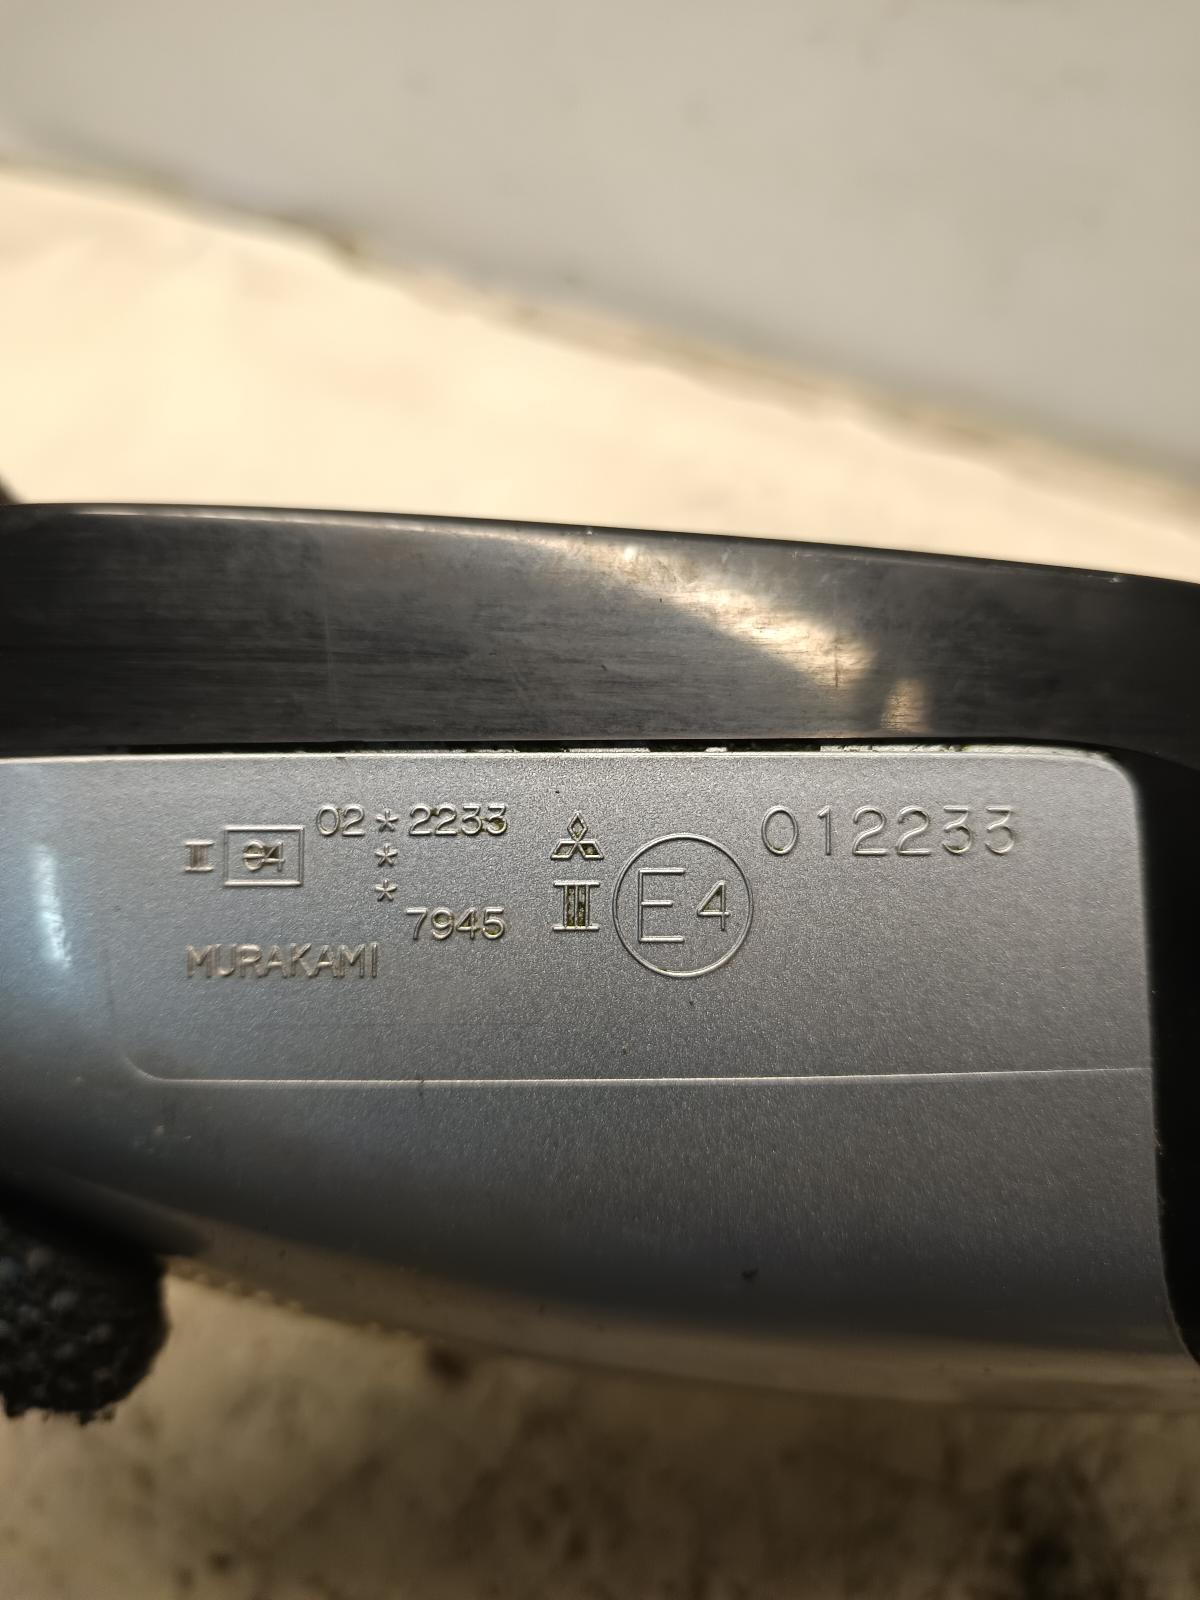 02*2233
II e4 *
*
7945
MURAKAMI
III E4 012233